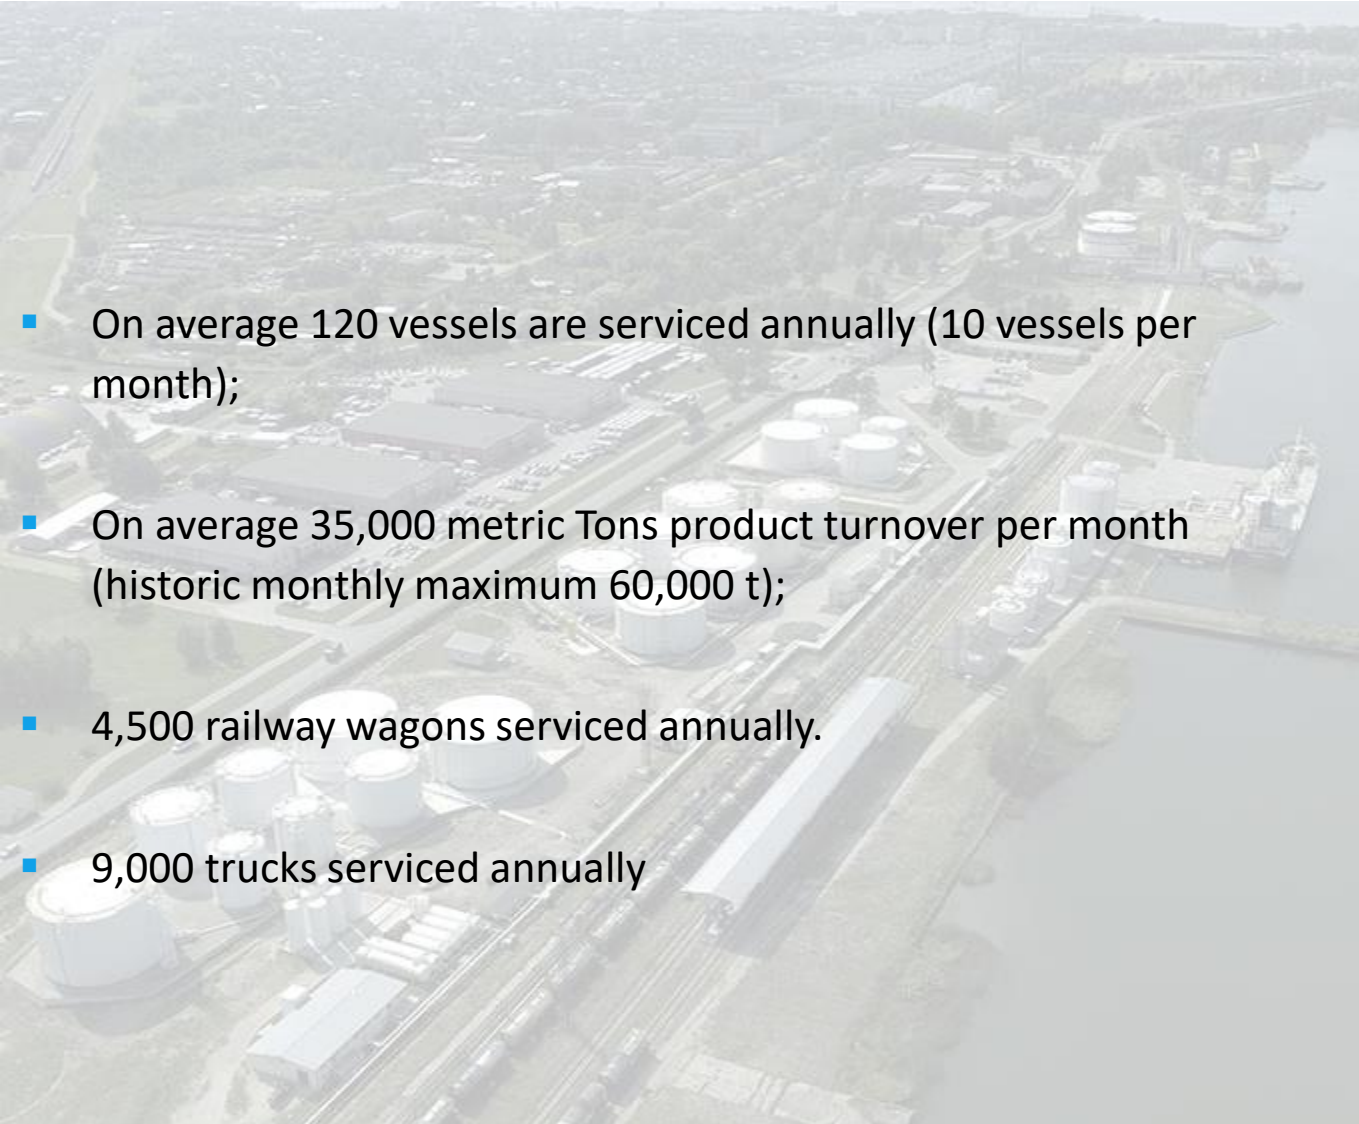 ▪ On average 120 vessels are serviced annually (10 vessels per
month);
▪ On average 35,000 metric Tons product turnover per month
(historic monthly maximum 60,000 t);
▪ 4,500 railway wagons serviced annually.
▪ 9,000 trucks serviced annually